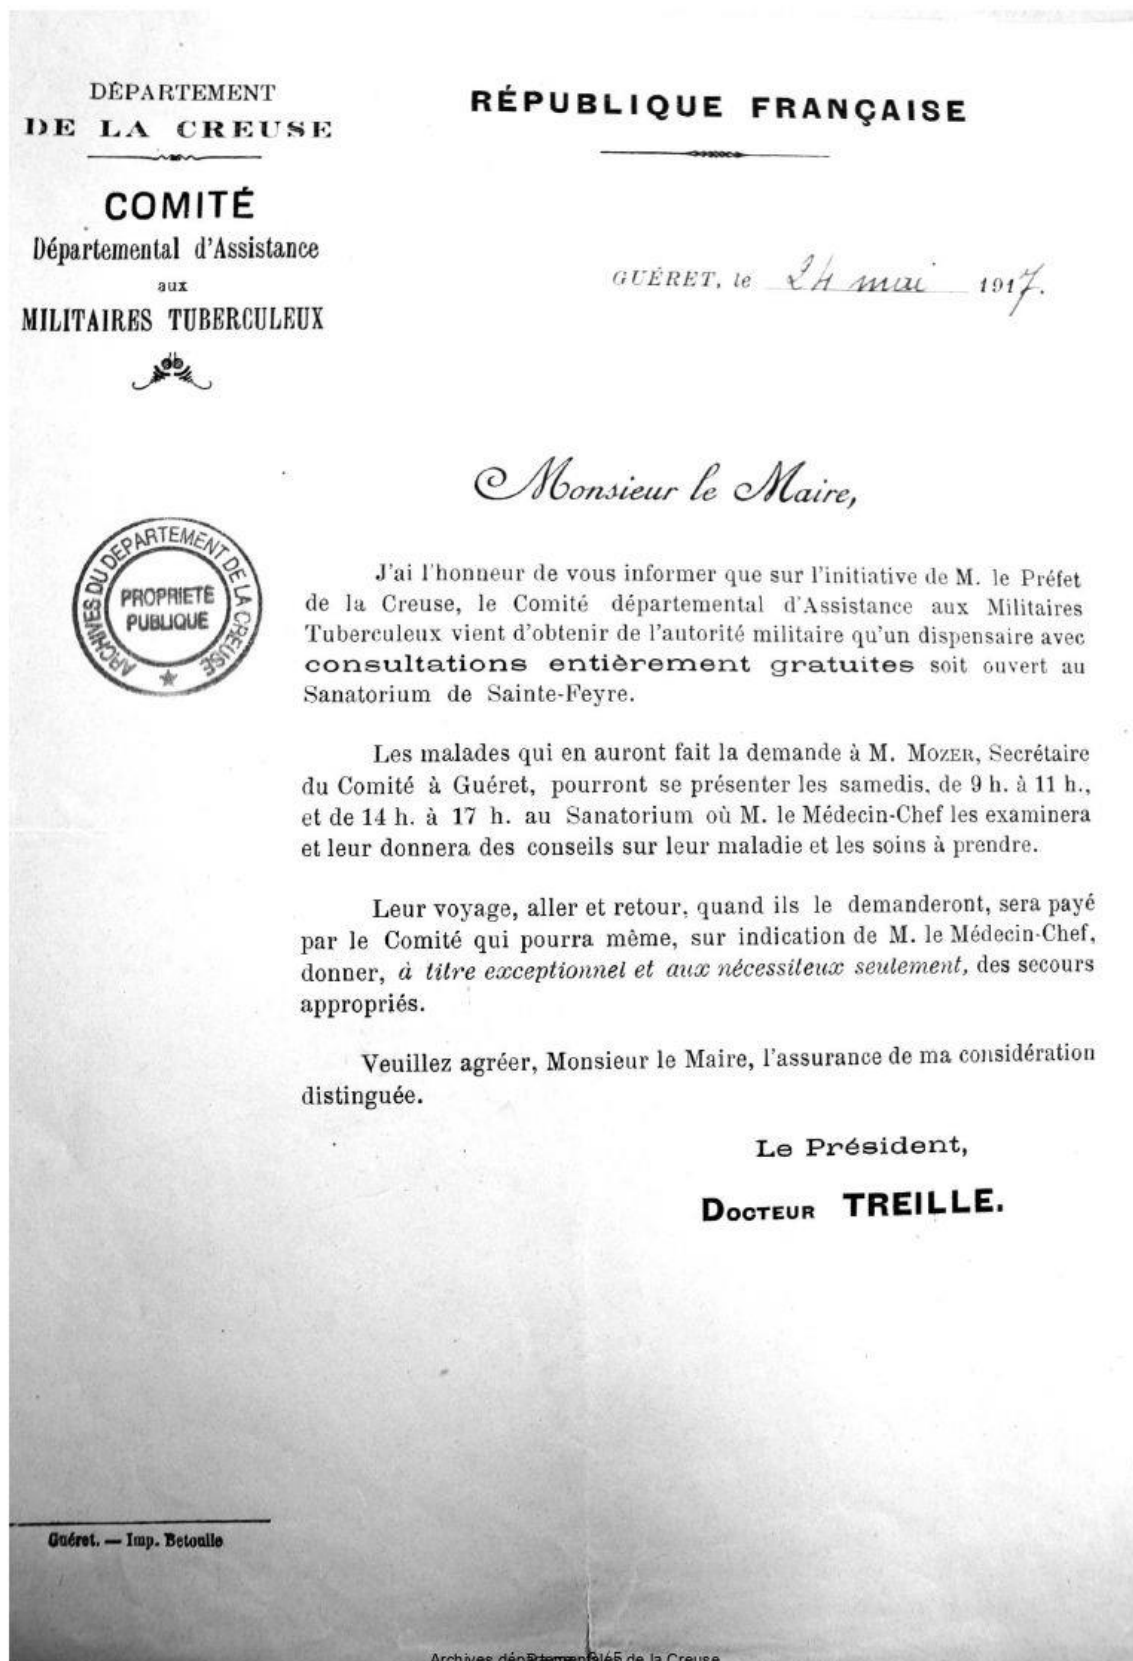 DÉPARTEMENT
DE LA CREUSE
COMITÉ
Départemental d'Assistance
aux
MILITAIRES TUBERCULEUX
RÉPUBLIQUE FRANÇAISE
GUÉRET, le 24 mai 1917.
Monsieur le Maire,
ARCHIVES DU DEPARTEMENT DE LA CREUSE
PROPRIETÉ
PUBLIQUE
J'ai l'honneur de vous informer que sur l'initiative de M. le Préfet
de la Creuse, le Comité départemental d'Assistance aux Militaires
Tuberculeux vient d'obtenir de l'autorité militaire qu'un dispensaire avec
consultations entièrement gratuites soit ouvert au
Sanatorium de Sainte-Feyre.
Les malades qui en auront fait la demande à M. MOZER, Secrétaire
du Comité à Guéret, pourront se présenter les samedis, de 9 h. à 11 h.,
et de 14 h. à 17 h. au Sanatorium où M. le Médecin-Chef les examinera
et leur donnera des conseils sur leur maladie et les soins à prendre.
Leur voyage, aller et retour, quand ils le demanderont, sera payé
par le Comité qui pourra même, sur indication de M. le Médecin-Chef,
donner, à titre exceptionnel et aux nécessiteux seulement, des secours
appropriés.
Veuillez agréer, Monsieur le Maire, l'assurance de ma considération
distinguée.
Le Président,
DOCTEUR TREILLE.
Guéret. — Imp. Betoulle
Archives départementales de la Creuse